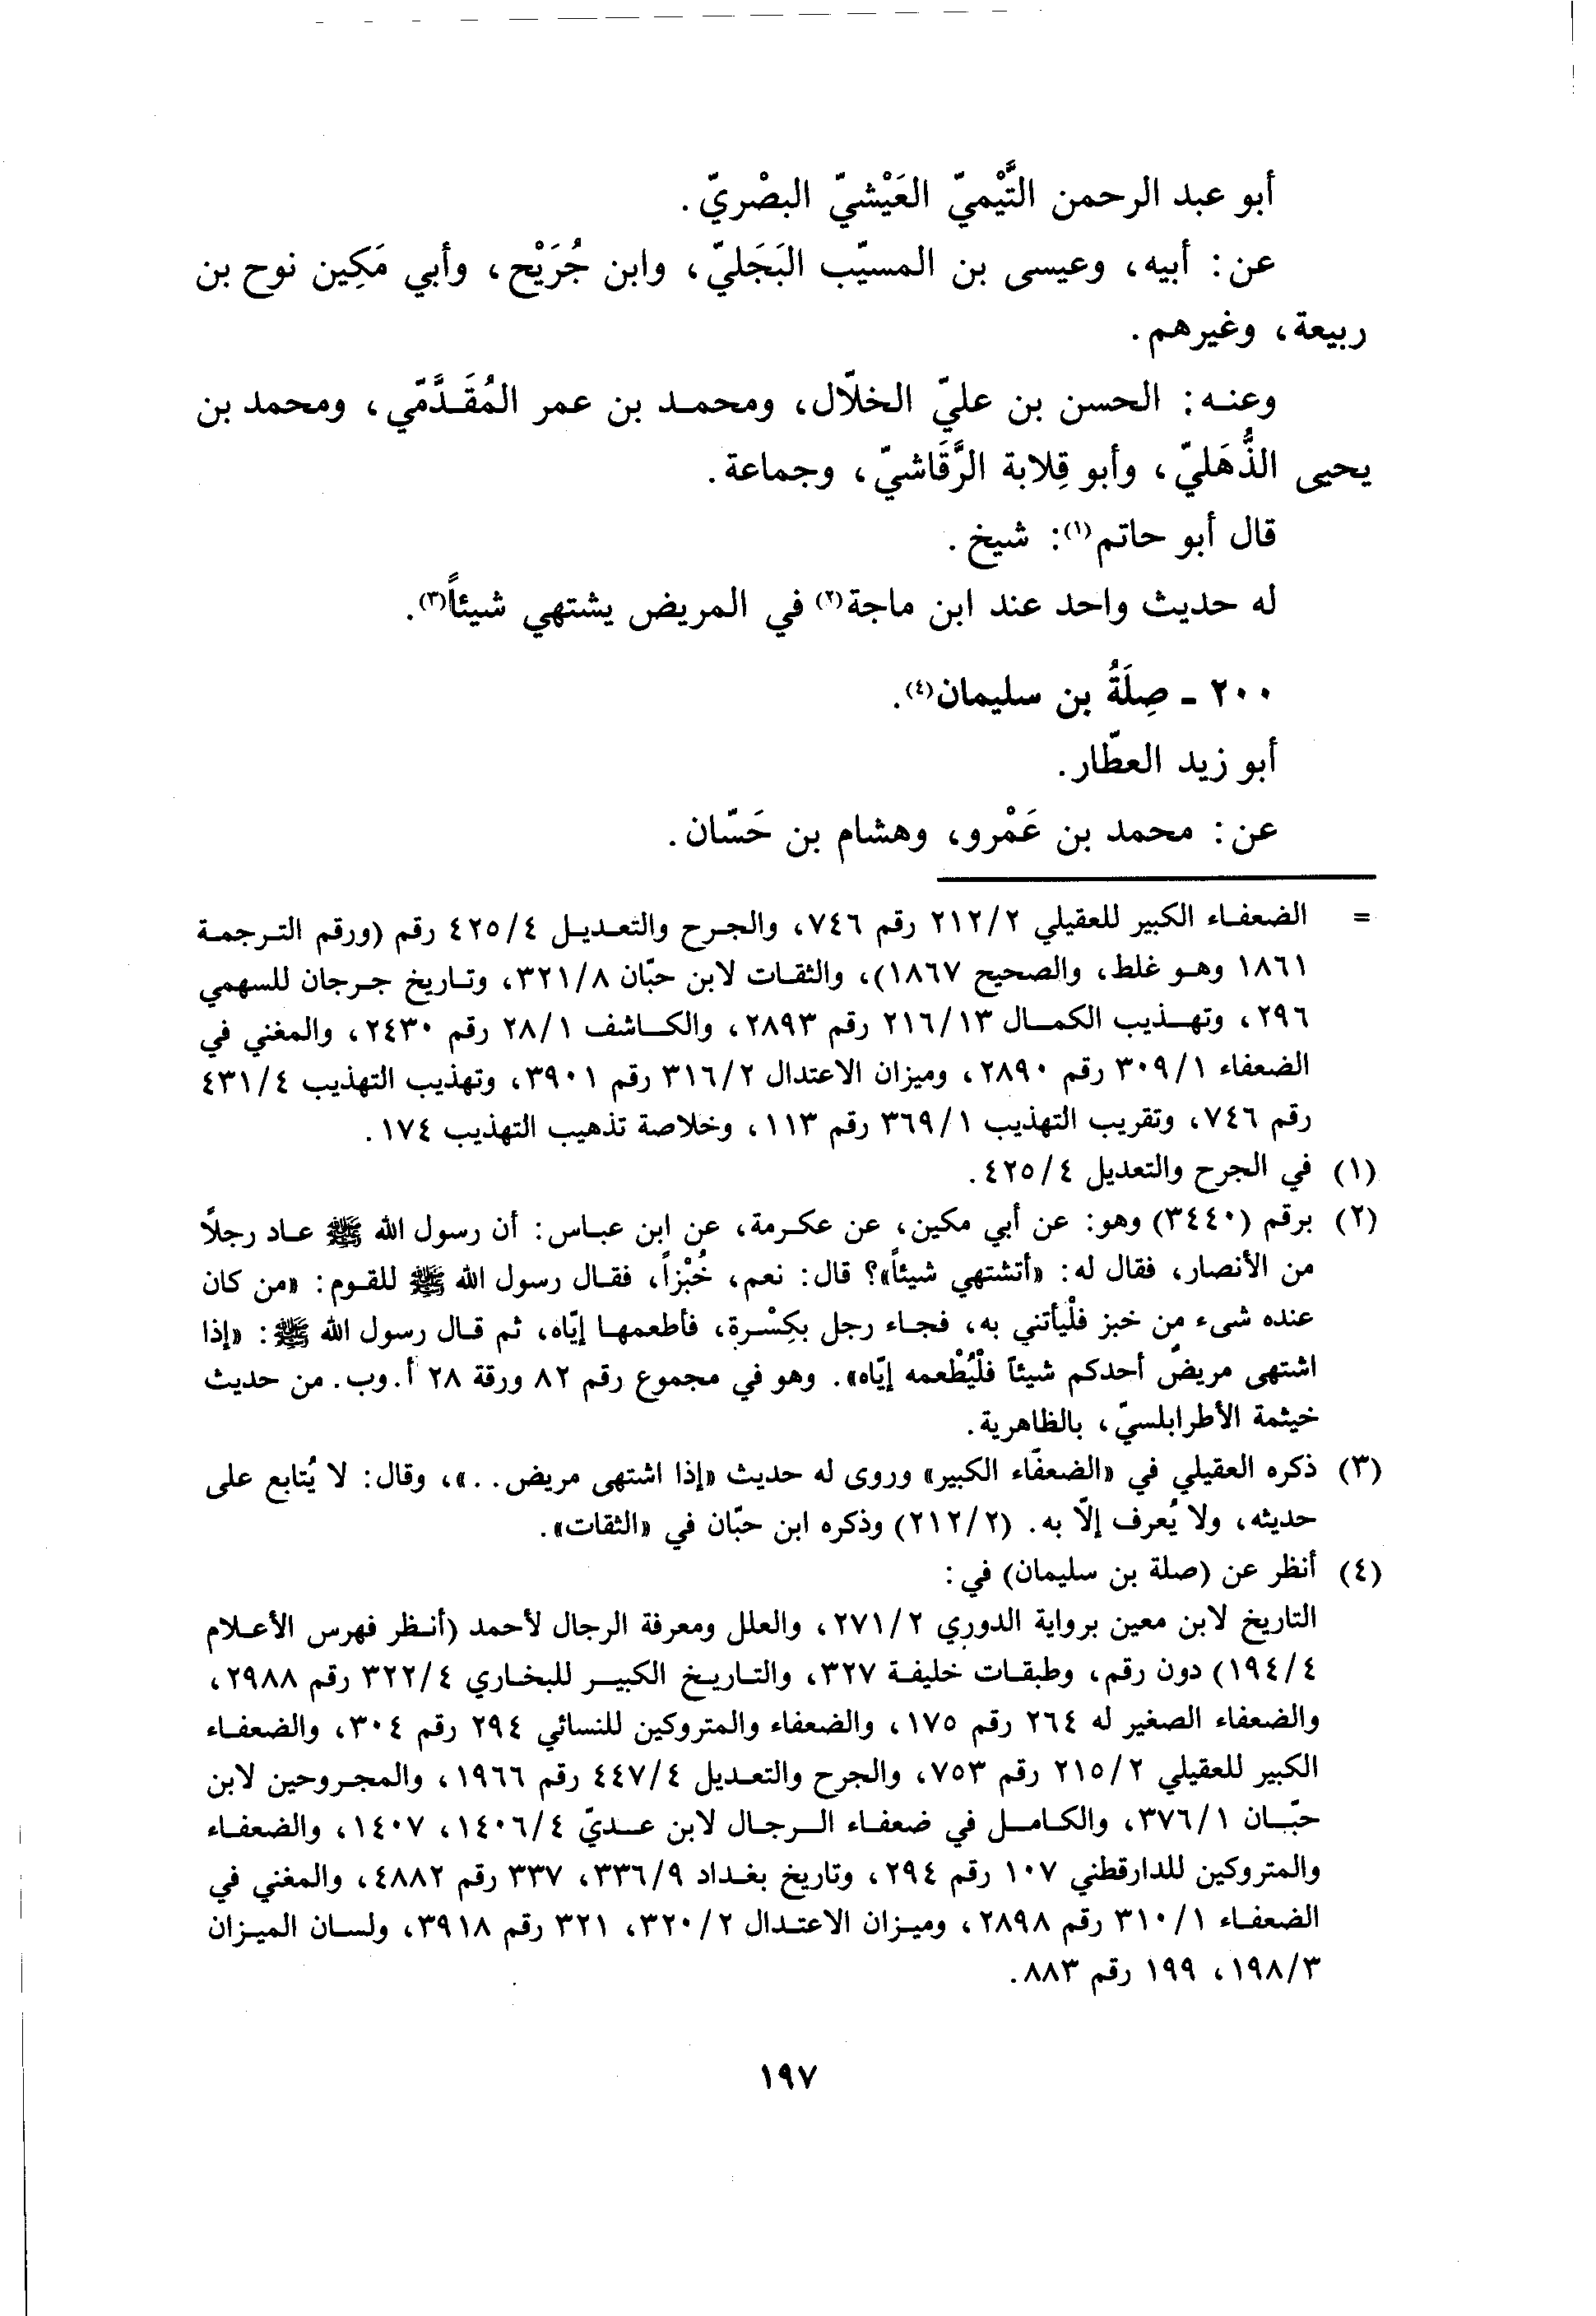 أبو عبد الرحمن التَّيْميّ العَيْشيّ البصْريّ.
عن: أبيه، وعيسى بن المسيّب البَجَليّ، وابن جُرَيْح، وأبي مَكِين نوح بن
ربيعة، وغيرهم.
وعنه: الحسن بن عليّ الخلّال، ومحمد بن عمر المُقَدَّمّي، ومحمد بن
يحيى الذُّهَليّ، وأبو قِلابة الرَّقَاشيّ، وجماعة.
قال أبو حاتم(١): شيخ.
له حديث واحد عند ابن ماجة(٢) في المريض يشتهي شيئاً(٣).
٢٠٠ ـ صِلَةُ بن سليمان(٤).
أبو زيد العطّار.
عن: محمد بن عَمْرو، وهشام بن حَسّان.
= الضعفاء الكبير للعقيلي ٢١٢/٢ رقم ٧٤٦، والجرح والتعديل ٤٢٥/٤ رقم (ورقم الترجمة
١٨٦١ وهو غلط، والصحيح ١٨٦٧)، والثقات لابن حبّان ٣٢١/٨، وتاريخ جرجان للسهمي
٢٩٦، وتهذيب الكمال ٢١٦/١٣ رقم ٢٨٩٣، والكاشف ٢٨/١ رقم ٢٤٣٠، والمغني في
الضعفاء ٣٠٩/١ رقم ٢٨٩٠، وميزان الاعتدال ٣١٦/٢ رقم ٣٩٠١، وتهذيب التهذيب ٤٣١/٤
رقم ٧٤٦، وتقريب التهذيب ٣٦٩/١ رقم ١١٣، وخلاصة تذهيب التهذيب ١٧٤.
(١) في الجرح والتعديل ٤٢٥/٤.
(٢) برقم (٣٤٤٠) وهو: عن أبي مكين، عن عكرمة، عن ابن عباس: أن رسول الله ﷺ عاد رجلاً
من الأنصار، فقال له: «أتشتهي شيئاً»؟ قال: نعم، خُبْزاً، فقال رسول الله ﷺ للقوم: «من كان
عنده شىء من خبز فلْيأتني به، فجاء رجل بكِسْرة، فأطعمها إيّاه، ثم قال رسول الله ﷺ: «إذا
اشتهى مريضُ أحدكم شيئاً فلْيُطْعمه إيّاه». وهو في مجموع رقم ٨٢ ورقة ٢٨ أ.وب. من حديث
خيثمة الأطرابلسيّ، بالظاهرية.
(٣) ذكره العقيلي في «الضعفاء الكبير» وروى له حديث «إذا اشتهى مريض..»، وقال: لا يُتابع على
حديثه، ولا يُعرف إلّا به. (٢١٢/٢) وذكره ابن حبّان في «الثقات».
(٤) أنظر عن (صلة بن سليمان) في:
التاريخ لابن معين برواية الدوري ٢٧١/٢، والعلل ومعرفة الرجال لأحمد (أنظر فهرس الأعلام
١٩٤/٤) دون رقم، وطبقات خليفة ٣٢٧، والتاريخ الكبير للبخاري ٣٢٢/٤ رقم ٢٩٨٨،
والضعفاء الصغير له ٢٦٤ رقم ١٧٥، والضعفاء والمتروكين للنسائي ٢٩٤ رقم ٣٠٤، والضعفاء
الكبير للعقيلي ٢١٥/٢ رقم ٧٥٣، والجرح والتعديل ٤٤٧/٤ رقم ١٩٦٦، والمجروحين لابن
حبّان ٣٧٦/١، والكامل في ضعفاء الرجال لابن عديّ ١٤٠٦/٤، ١٤٠٧، والضعفاء
والمتروكين للدارقطني ١٠٧ رقم ٢٩٤، وتاريخ بغداد ٣٣٦/٩، ٣٣٧ رقم ٤٨٨٢، والمغني في
الضعفاء ٣١٠/١ رقم ٢٨٩٨، وميزان الاعتدال ٣٢٠/٢، ٣٢١ رقم ٣٩١٨، ولسان الميزان
١٩٨/٣، ١٩٩ رقم ٨٨٣.
١٩٧